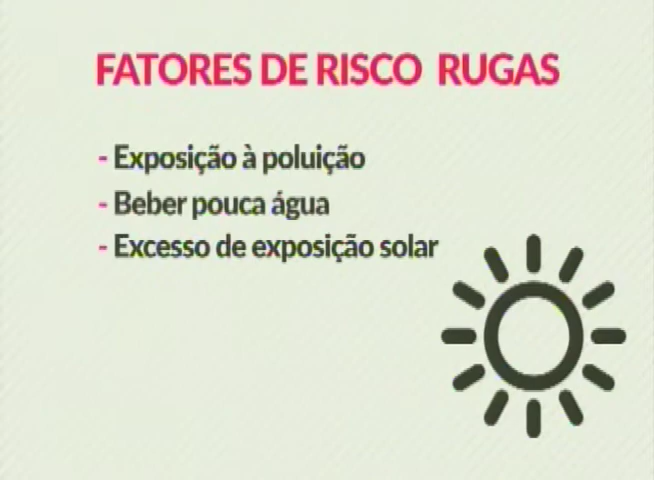 FATORES DE RISCO RUGAS
- Exposição à poluição
- Beber pouca água
- Excesso de exposição solar